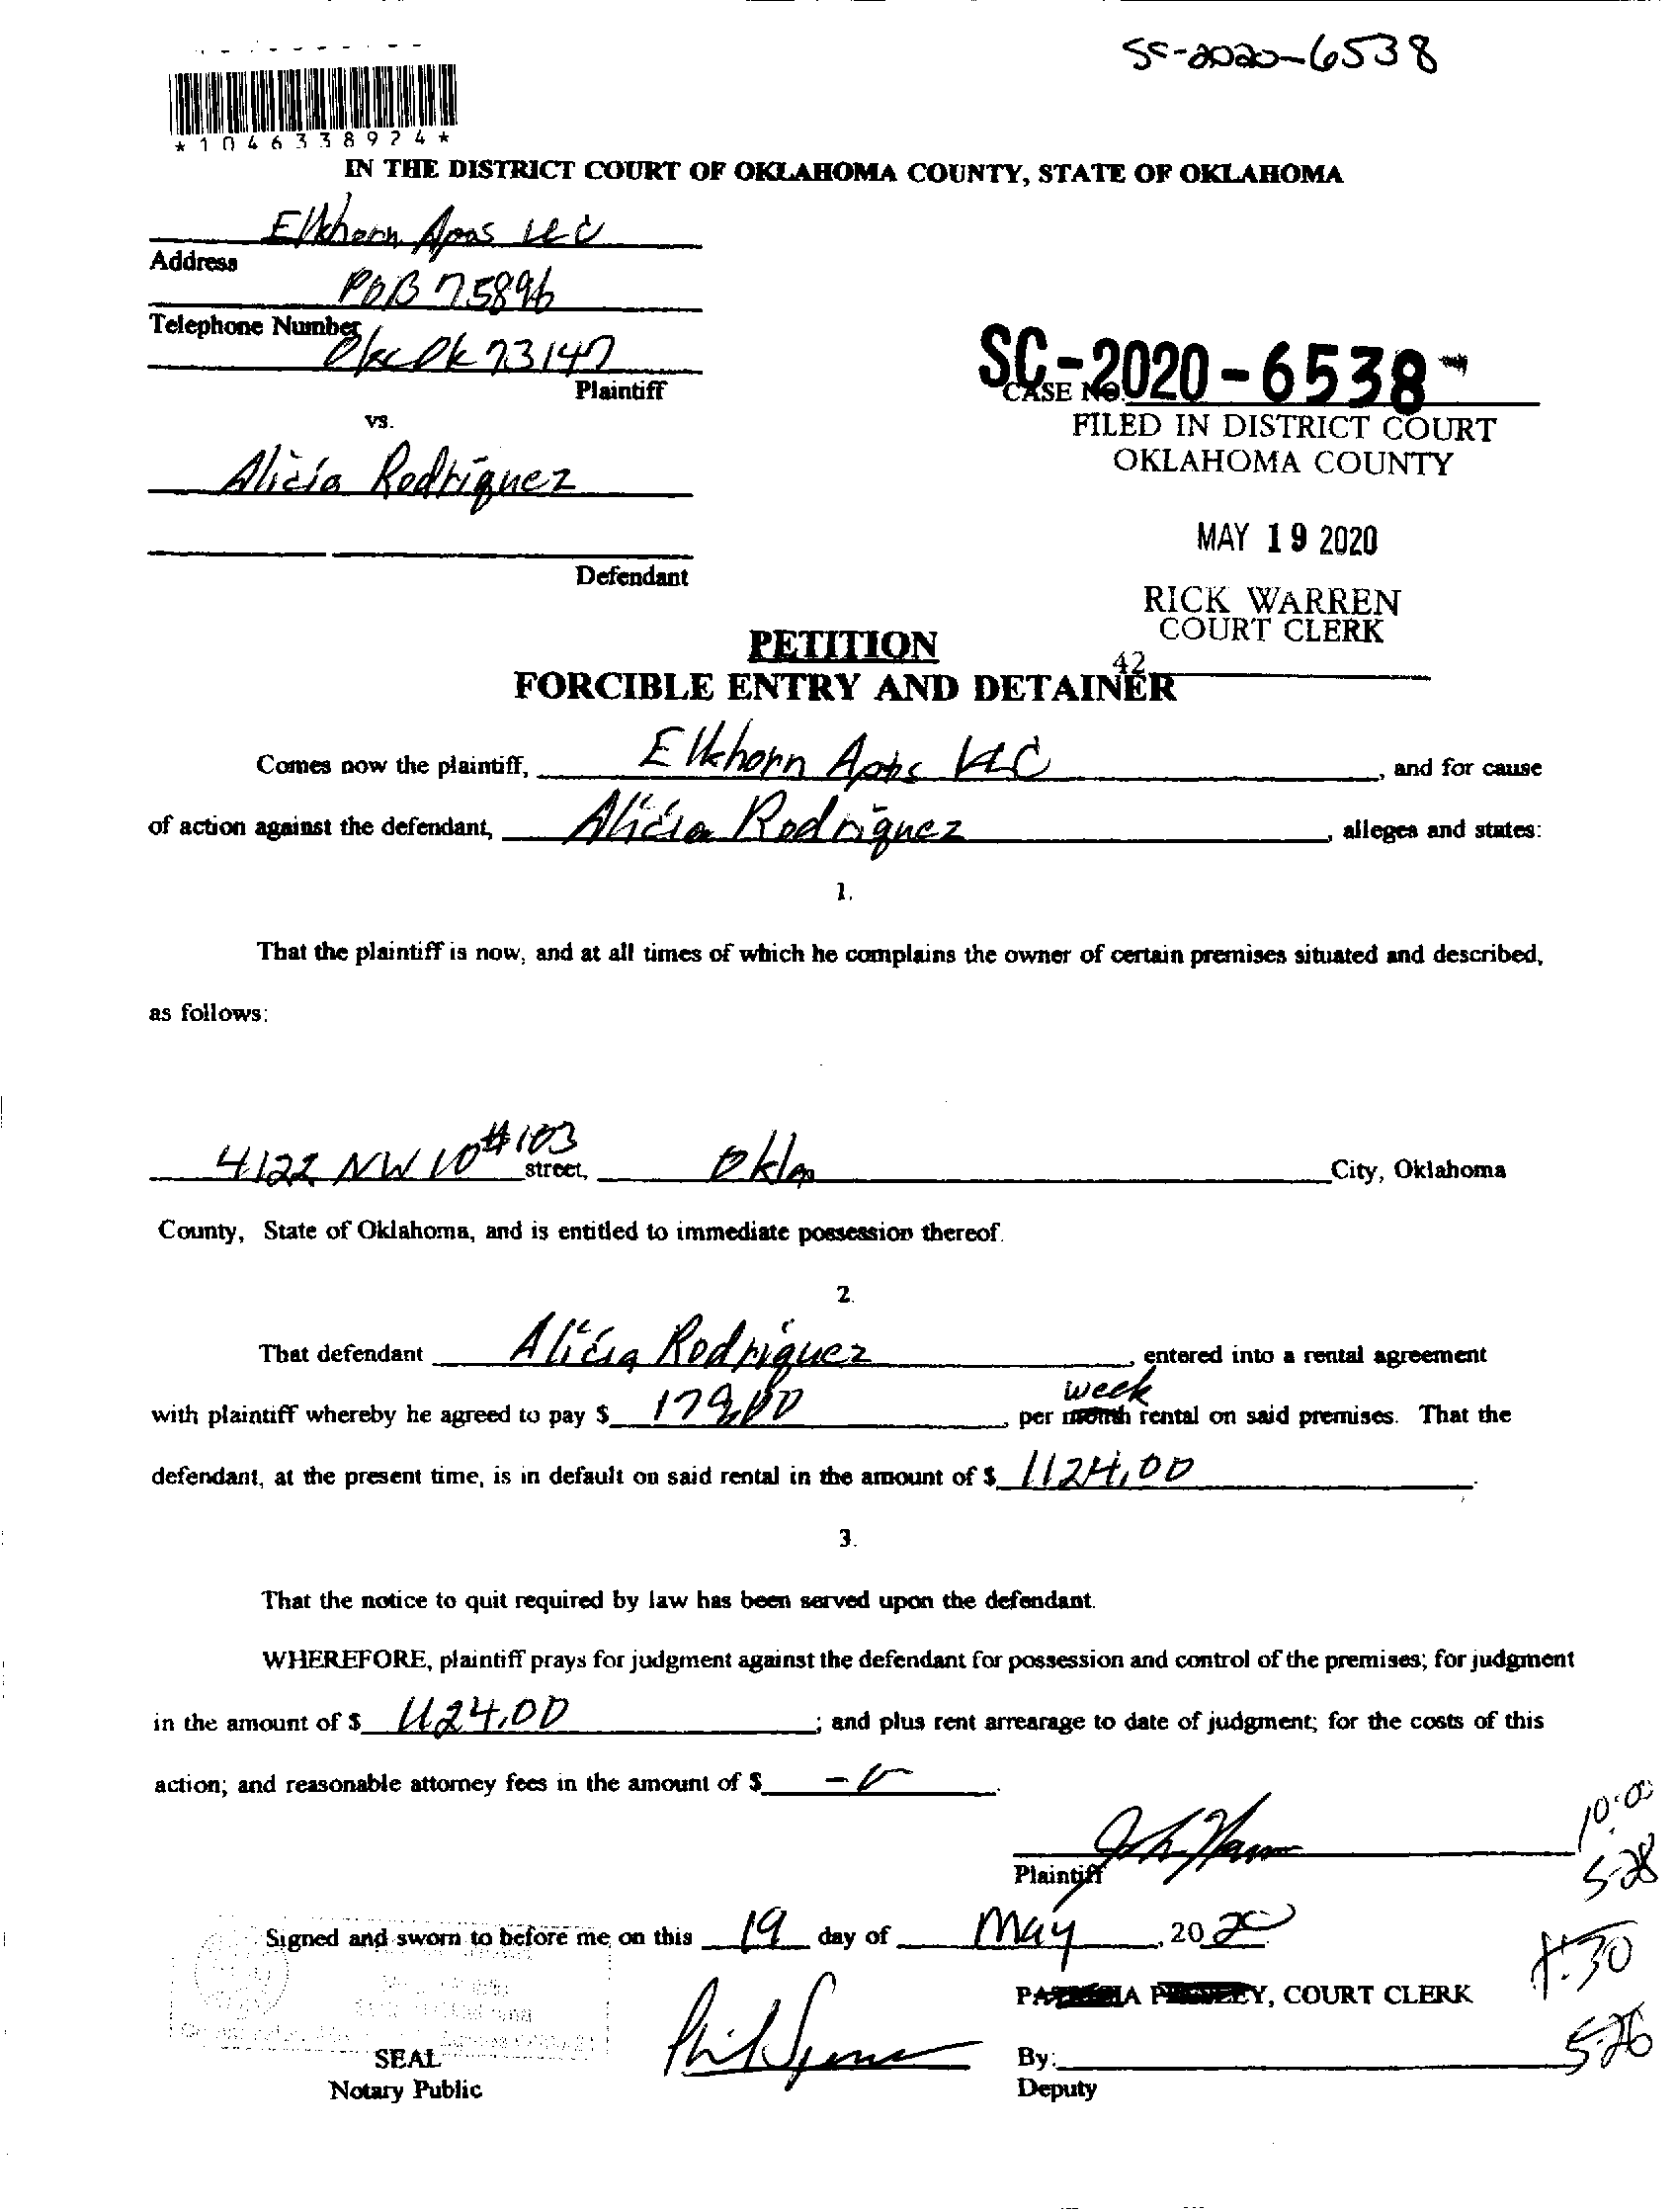 SS-2020-6538
*1046338924*
IN THE DISTRICT COURT OF OKLAHOMA COUNTY, STATE OF OKLAHOMA
Elkhorn Apts LLC
Address
POB 75896
Telephone Number
Okc Ok 73147
Plaintiff
SC-2020-6538
CASE No.
vs.
FILED IN DISTRICT COURT
OKLAHOMA COUNTY
Alicia Rodriguez
MAY 19 2020
Defendant
RICK WARREN
COURT CLERK
42
PETITION
FORCIBLE ENTRY AND DETAINER
Comes now the plaintiff, Elkhorn Apts LLC, and for cause
of action against the defendant, Alicia Rodriguez, alleges and states:
1.
That the plaintiff is now, and at all times of which he complains the owner of certain premises situated and described,
as follows:
4122 NW 10 #103 street, Okla City, Oklahoma
County, State of Oklahoma, and is entitled to immediate possession thereof.
2.
That defendant Alicia Rodriguez, entered into a rental agreement
week
with plaintiff whereby he agreed to pay $ 179.00 per month rental on said premises. That the
defendant, at the present time, is in default on said rental in the amount of $ 1124.00.
3.
That the notice to quit required by law has been served upon the defendant.
WHEREFORE, plaintiff prays for judgment against the defendant for possession and control of the premises; for judgment
in the amount of $ 1124.00; and plus rent arrearage to date of judgment; for the costs of this
action; and reasonable attorney fees in the amount of $
10:00
5-28
Plaintiff
Signed and sworn to before me on this 19 day of May, 2020
:30
COURT CLERK
5-26
By:
SEAL
Notary Public
Deputy